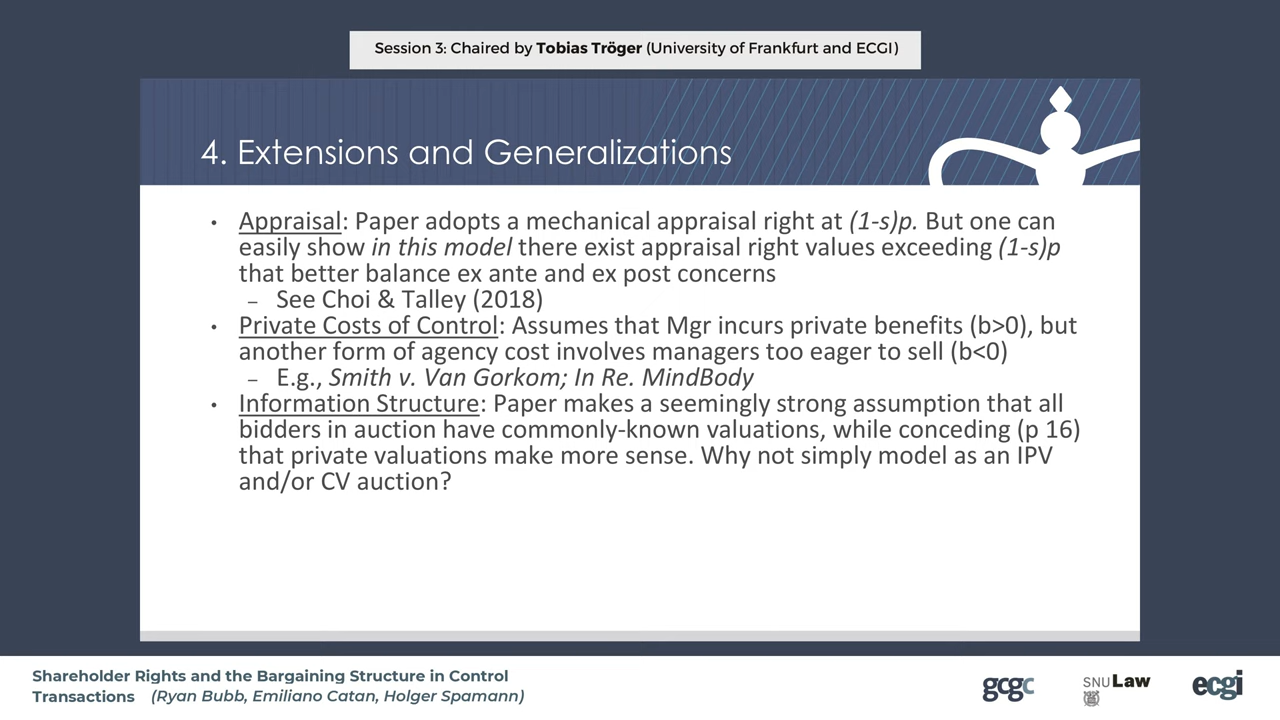 Session 3: Chaired by Tobias Tröger (University of Frankfurt and ECGI)
4. Extensions and Generalizations
• Appraisal: Paper adopts a mechanical appraisal right at (1-s)p. But one can
easily show in this model there exist appraisal right values exceeding (1-s)p
that better balance ex ante and ex post concerns
– See Choi & Talley (2018)
• Private Costs of Control: Assumes that Mgr incurs private benefits (b>0), but
another form of agency cost involves managers too eager to sell (b<0)
– E.g., Smith v. Van Gorkom; In Re. MindBody
• Information Structure: Paper makes a seemingly strong assumption that all
bidders in auction have commonly-known valuations, while conceding (p 16)
that private valuations make more sense. Why not simply model as an IPV
and/or CV auction?
Shareholder Rights and the Bargaining Structure in Control
Transactions (Ryan Bubb, Emiliano Catan, Holger Spamann)
gcgc
SNU Law
ecgi